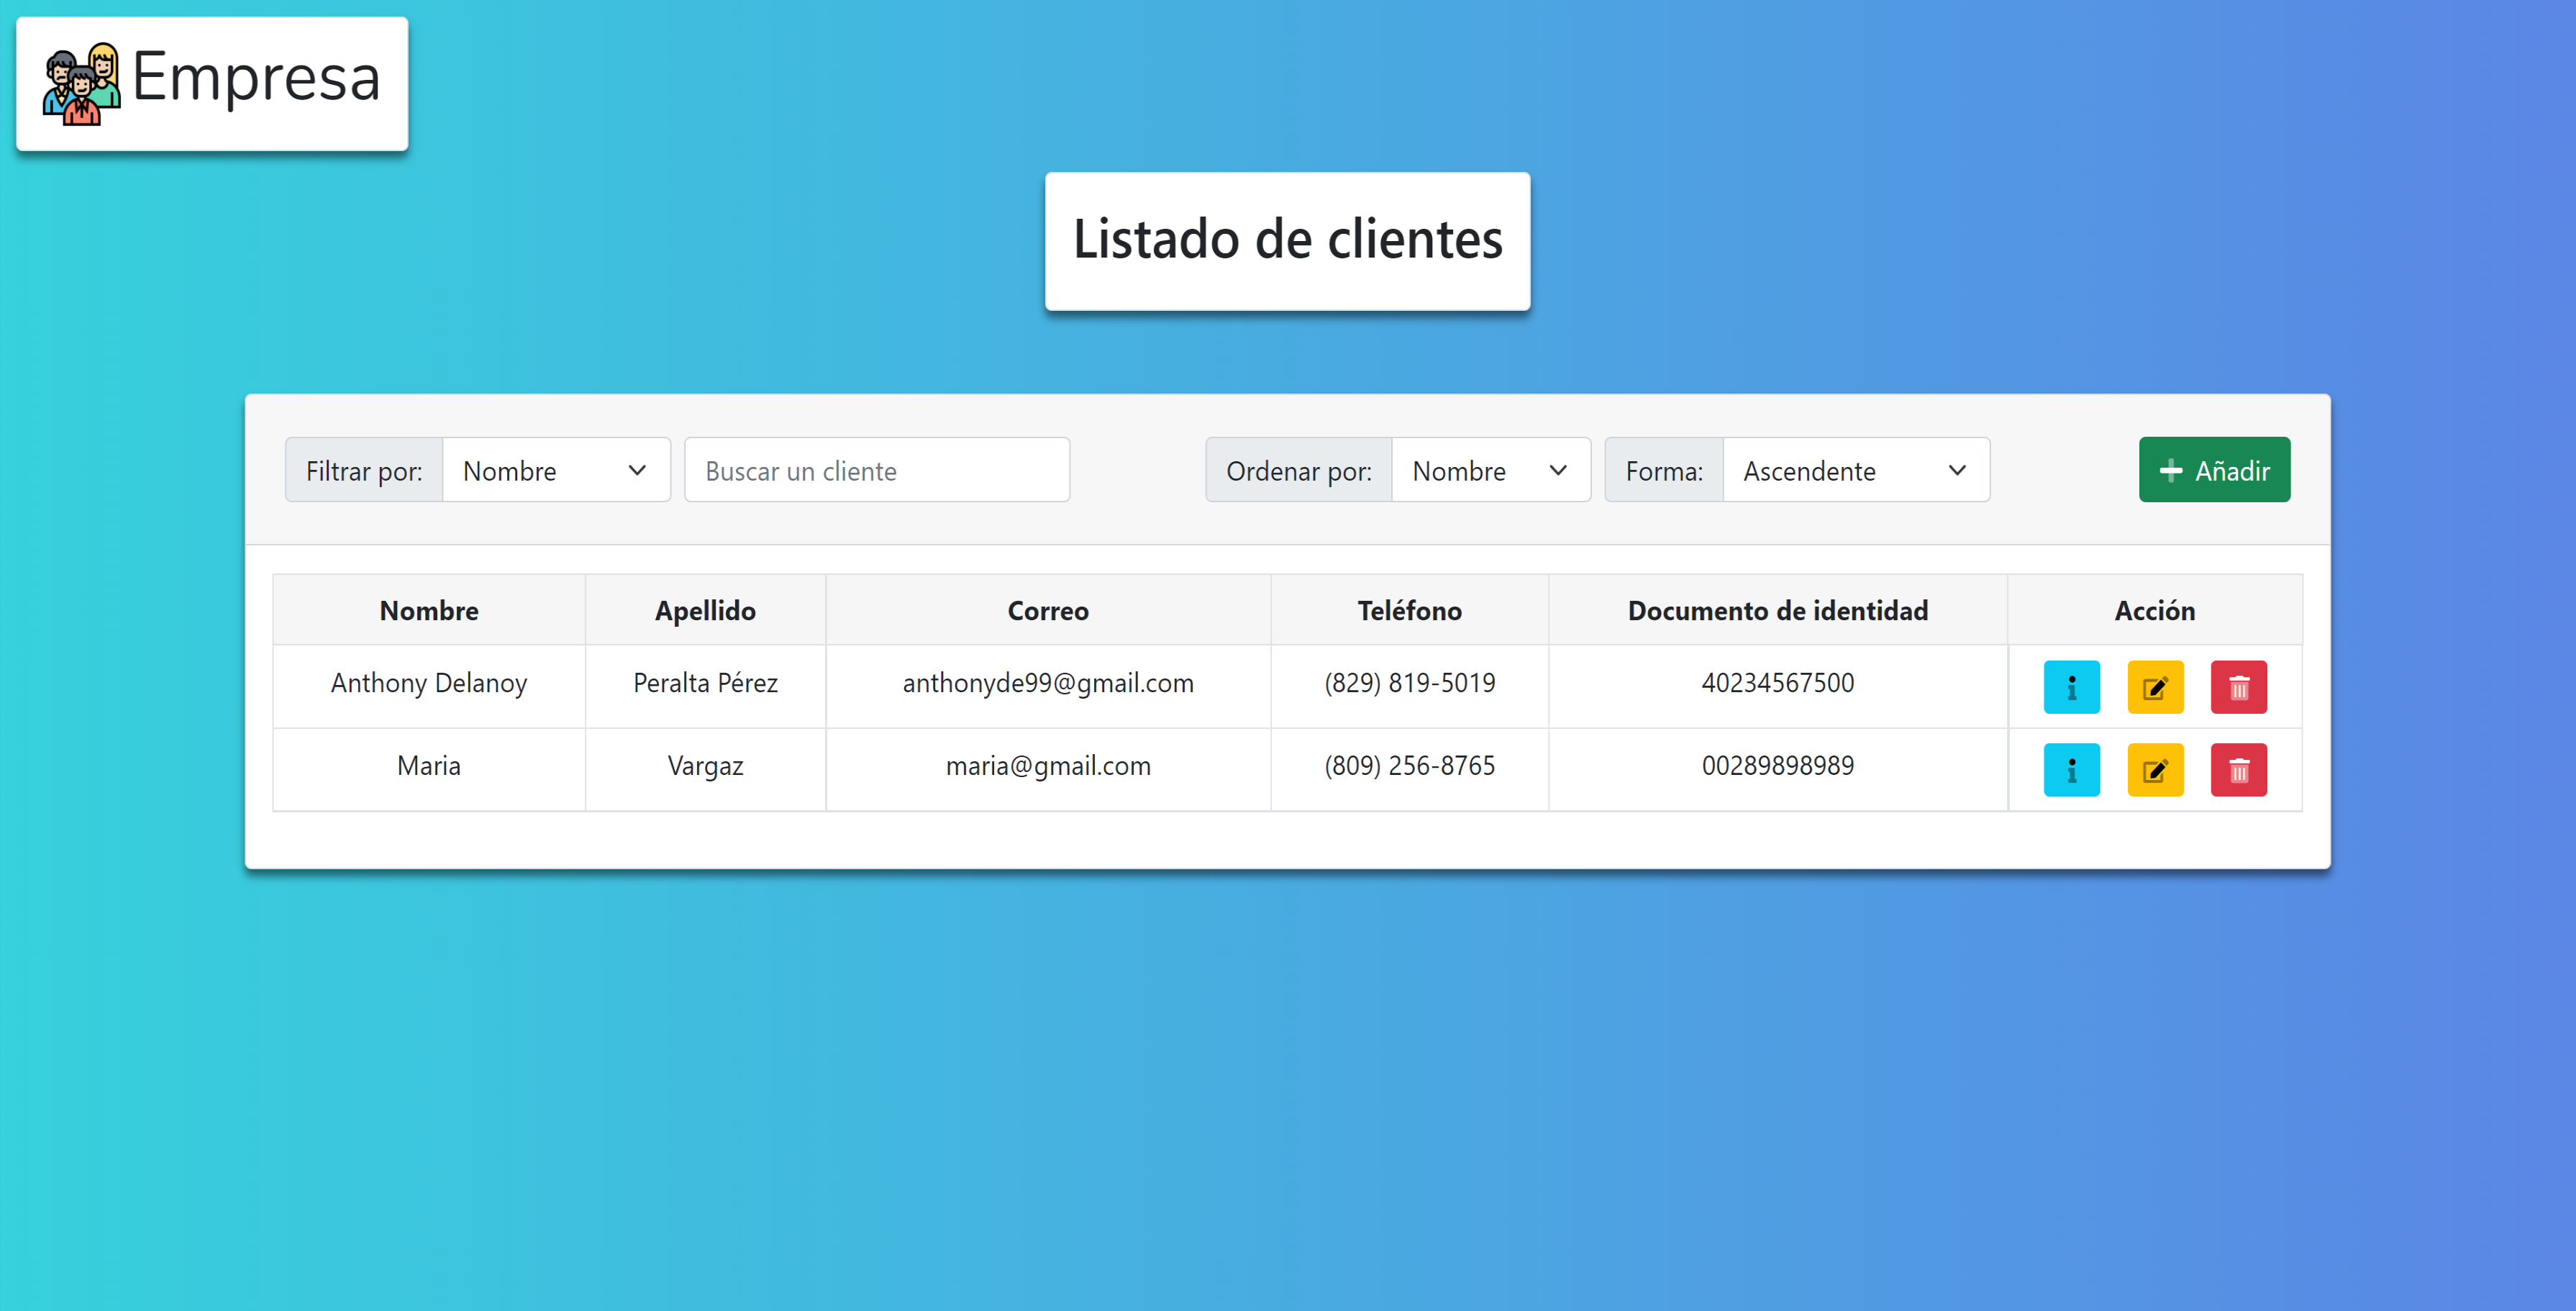 Empresa
Listado de clientes
Filtrar por: Nombre Buscar un cliente Ordenar por: Nombre Forma: Ascendente Añadir
Nombre Apellido Correo Teléfono Documento de identidad Acción
Anthony Delanoy Peralta Pérez anthonyde99@gmail.com (829) 819-5019 40234567500
Maria Vargaz maria@gmail.com (809) 256-8765 00289898989